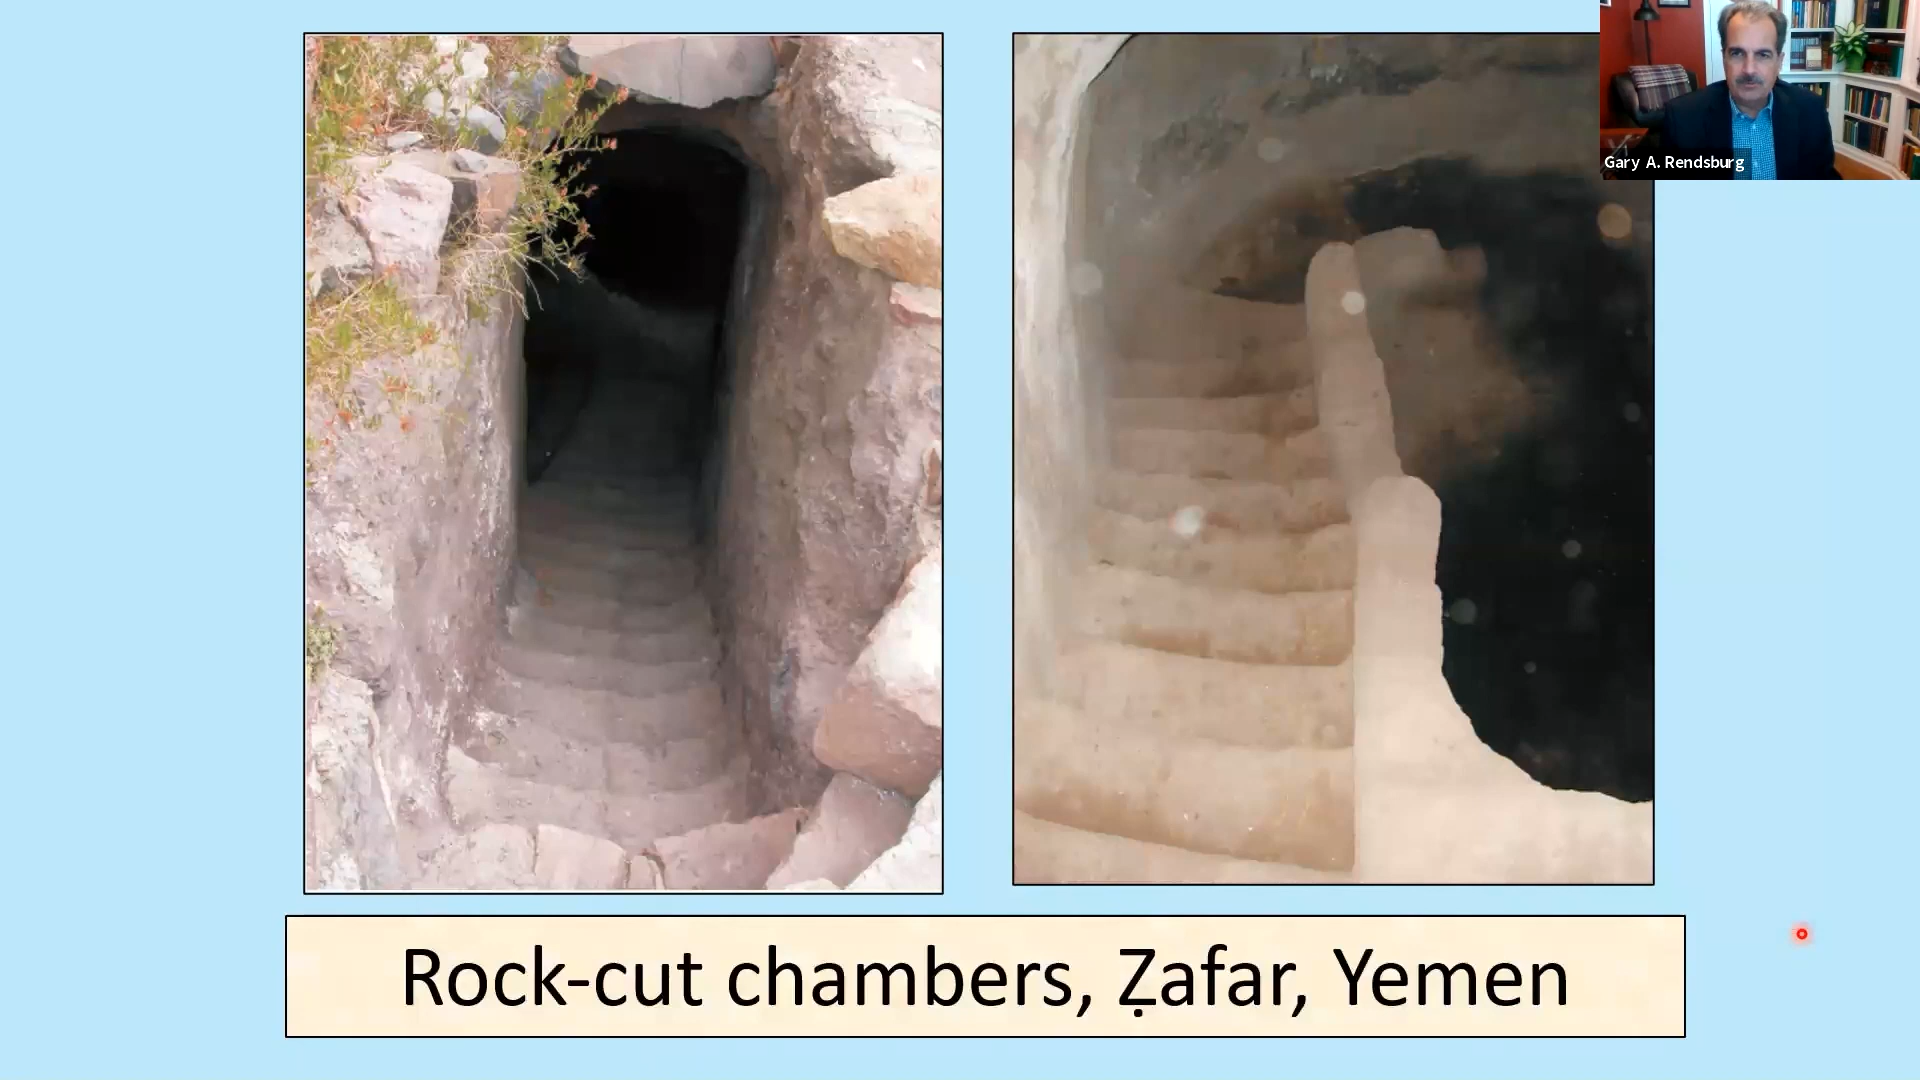 Gary A. Rendsburg
Rock-cut chambers, Ẓafar, Yemen